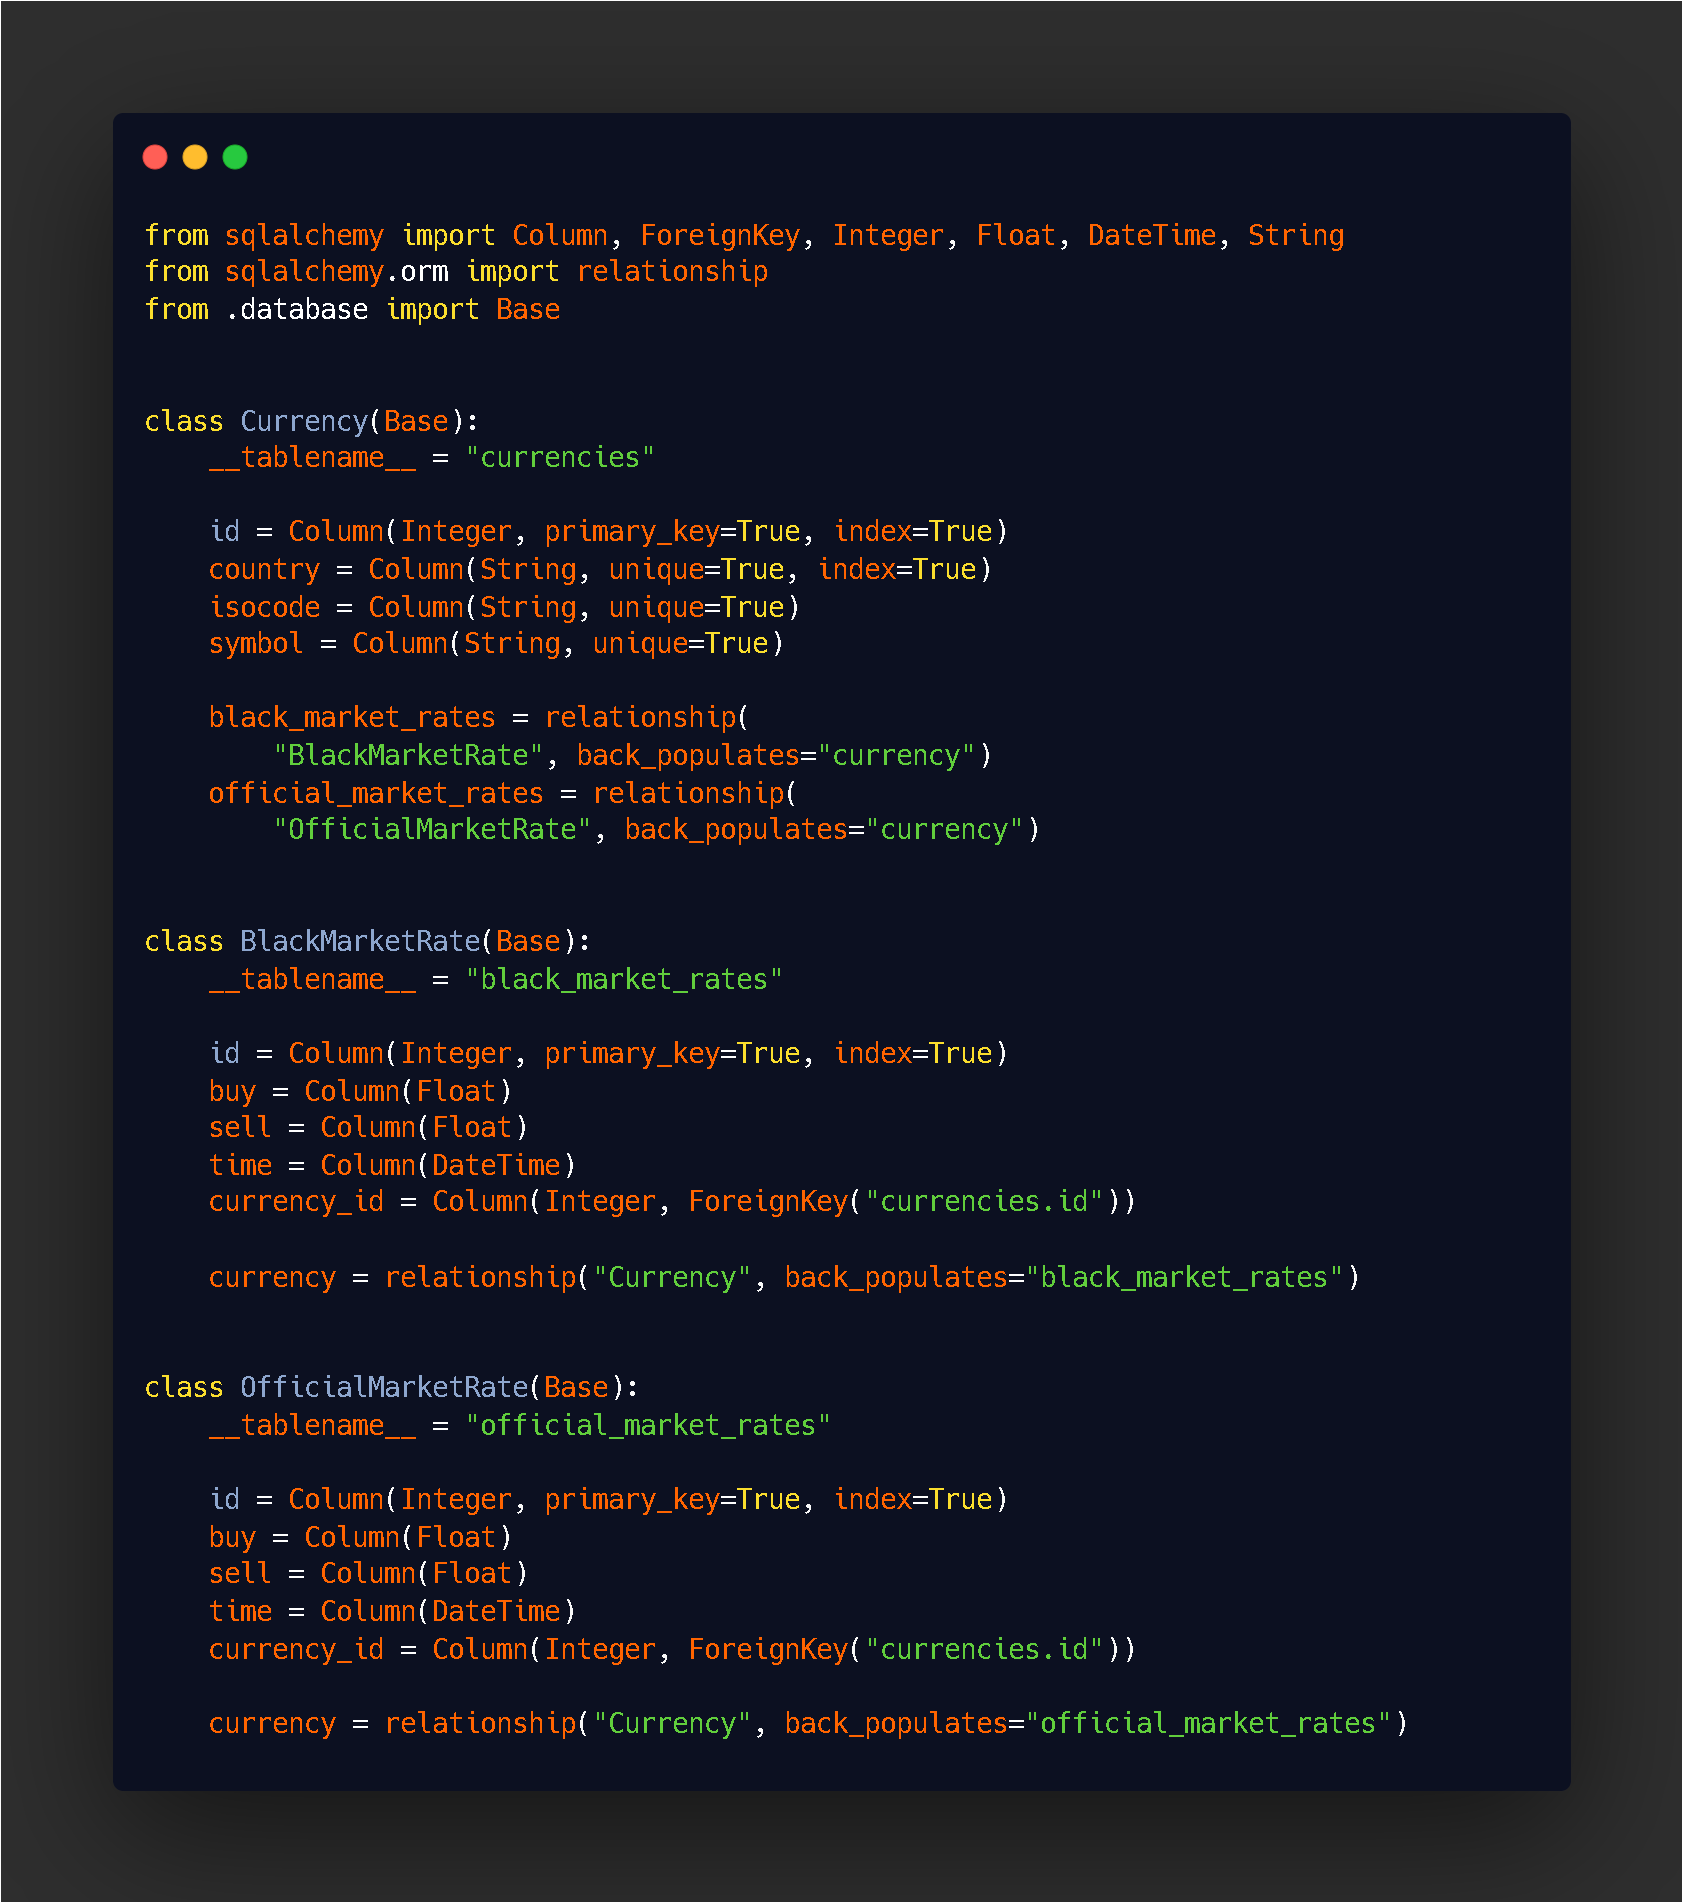 from sqlalchemy import Column, ForeignKey, Integer, Float, DateTime, String
from sqlalchemy.orm import relationship
from .database import Base
class Currency(Base):
    __tablename__ = "currencies"
    id = Column(Integer, primary_key=True, index=True)
    country = Column(String, unique=True, index=True)
    isocode = Column(String, unique=True)
    symbol = Column(String, unique=True)
    black_market_rates = relationship(
        "BlackMarketRate", back_populates="currency")
    official_market_rates = relationship(
        "OfficialMarketRate", back_populates="currency")
class BlackMarketRate(Base):
    __tablename__ = "black_market_rates"
    id = Column(Integer, primary_key=True, index=True)
    buy = Column(Float)
    sell = Column(Float)
    time = Column(DateTime)
    currency_id = Column(Integer, ForeignKey("currencies.id"))
    currency = relationship("Currency", back_populates="black_market_rates")
class OfficialMarketRate(Base):
    __tablename__ = "official_market_rates"
    id = Column(Integer, primary_key=True, index=True)
    buy = Column(Float)
    sell = Column(Float)
    time = Column(DateTime)
    currency_id = Column(Integer, ForeignKey("currencies.id"))
    currency = relationship("Currency", back_populates="official_market_rates")